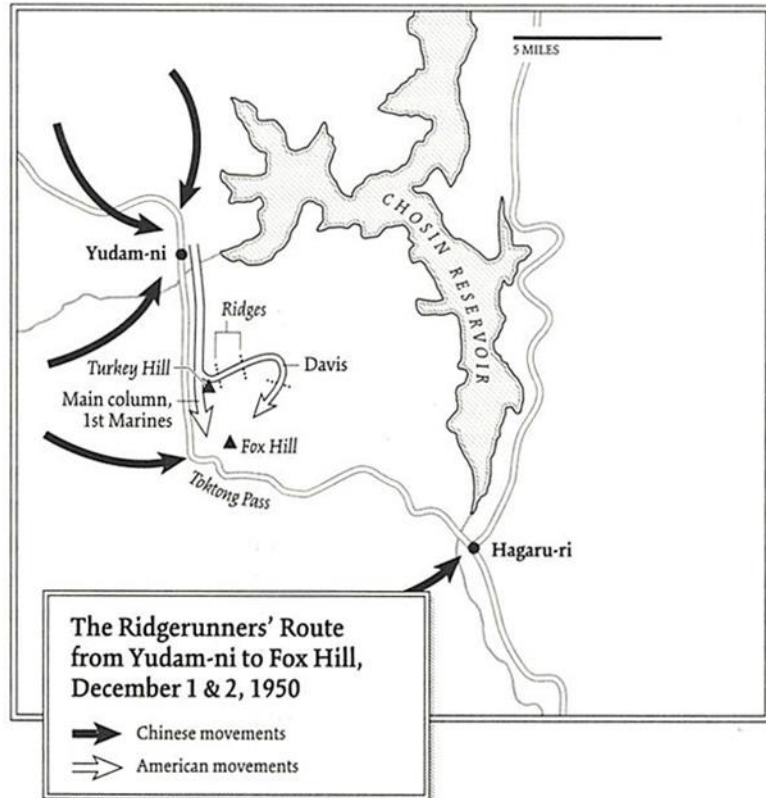 5 MILES
CHOSIN RESERVOIR
Yudam-ni
Ridges
Turkey Hill
Davis
Main column,
1st Marines
Fox Hill
Toktong Pass
Hagaru-ri
The Ridgerunners' Route
from Yudam-ni to Fox Hill,
December 1 & 2, 1950
Chinese movements
American movements